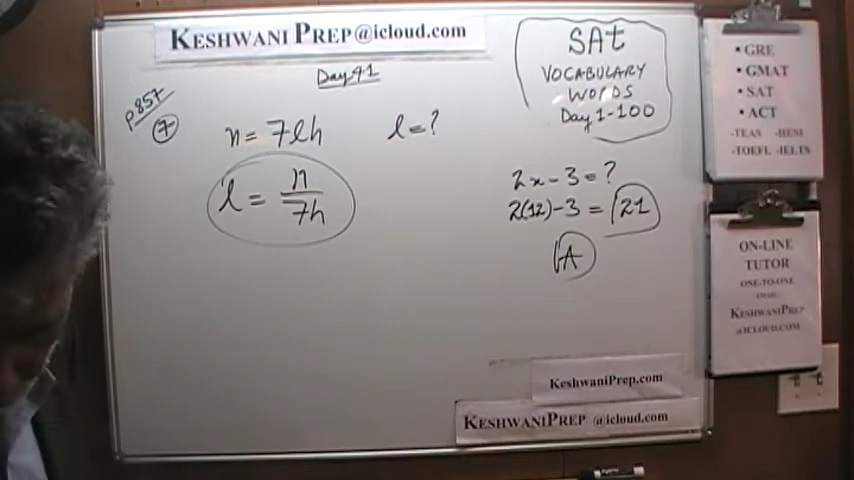 KESHWANI PREP@icloud.com
Day 41
P857
7
n = 7lh
l = ?
l = n / 7h
SAt
VOCABULARY
WORDS
Day 1-100
2x - 3 = ?
2(12) - 3 = 21
A
• GRE
• GMAT
• SAT
• ACT
-TEAS -HESI
-TOEFL -IELTS
ON-LINE
TUTOR
ONE-TO-ONE
KESHWANIPREP
@ICLOUD.COM
KeshwaniPrep.com
KESHWANIPREP @icloud.com